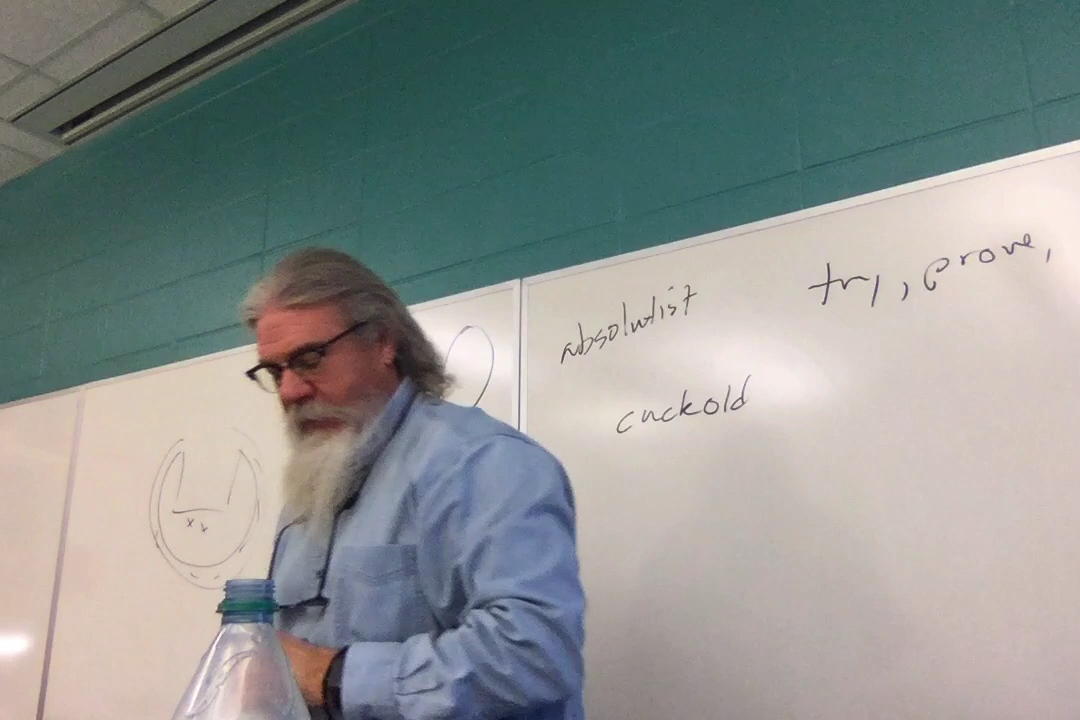 try, prove,
absolutist
cuckold